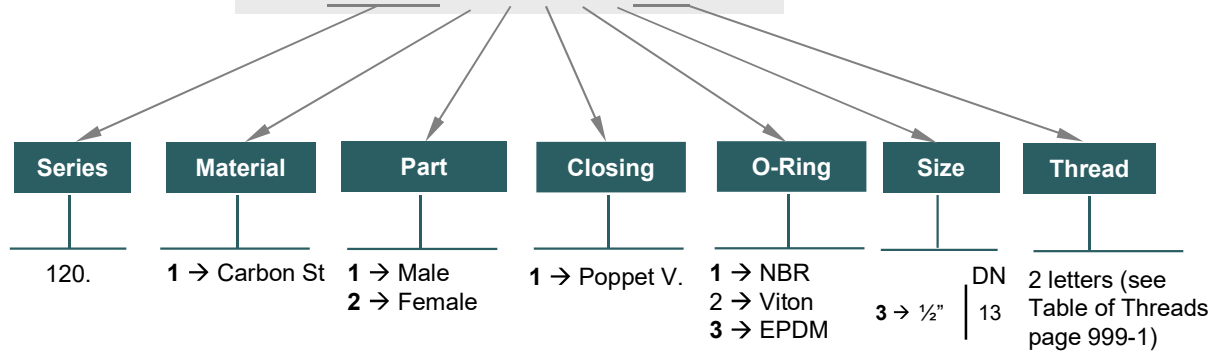 Series Material Part Closing O-Ring Size Thread
120.
1 → Carbon St
1 → Male
2 → Female
1 → Poppet V.
1 → NBR
2 → Viton
3 → EPDM
DN
3 → ½” 13
2 letters (see
Table of Threads
page 999-1)